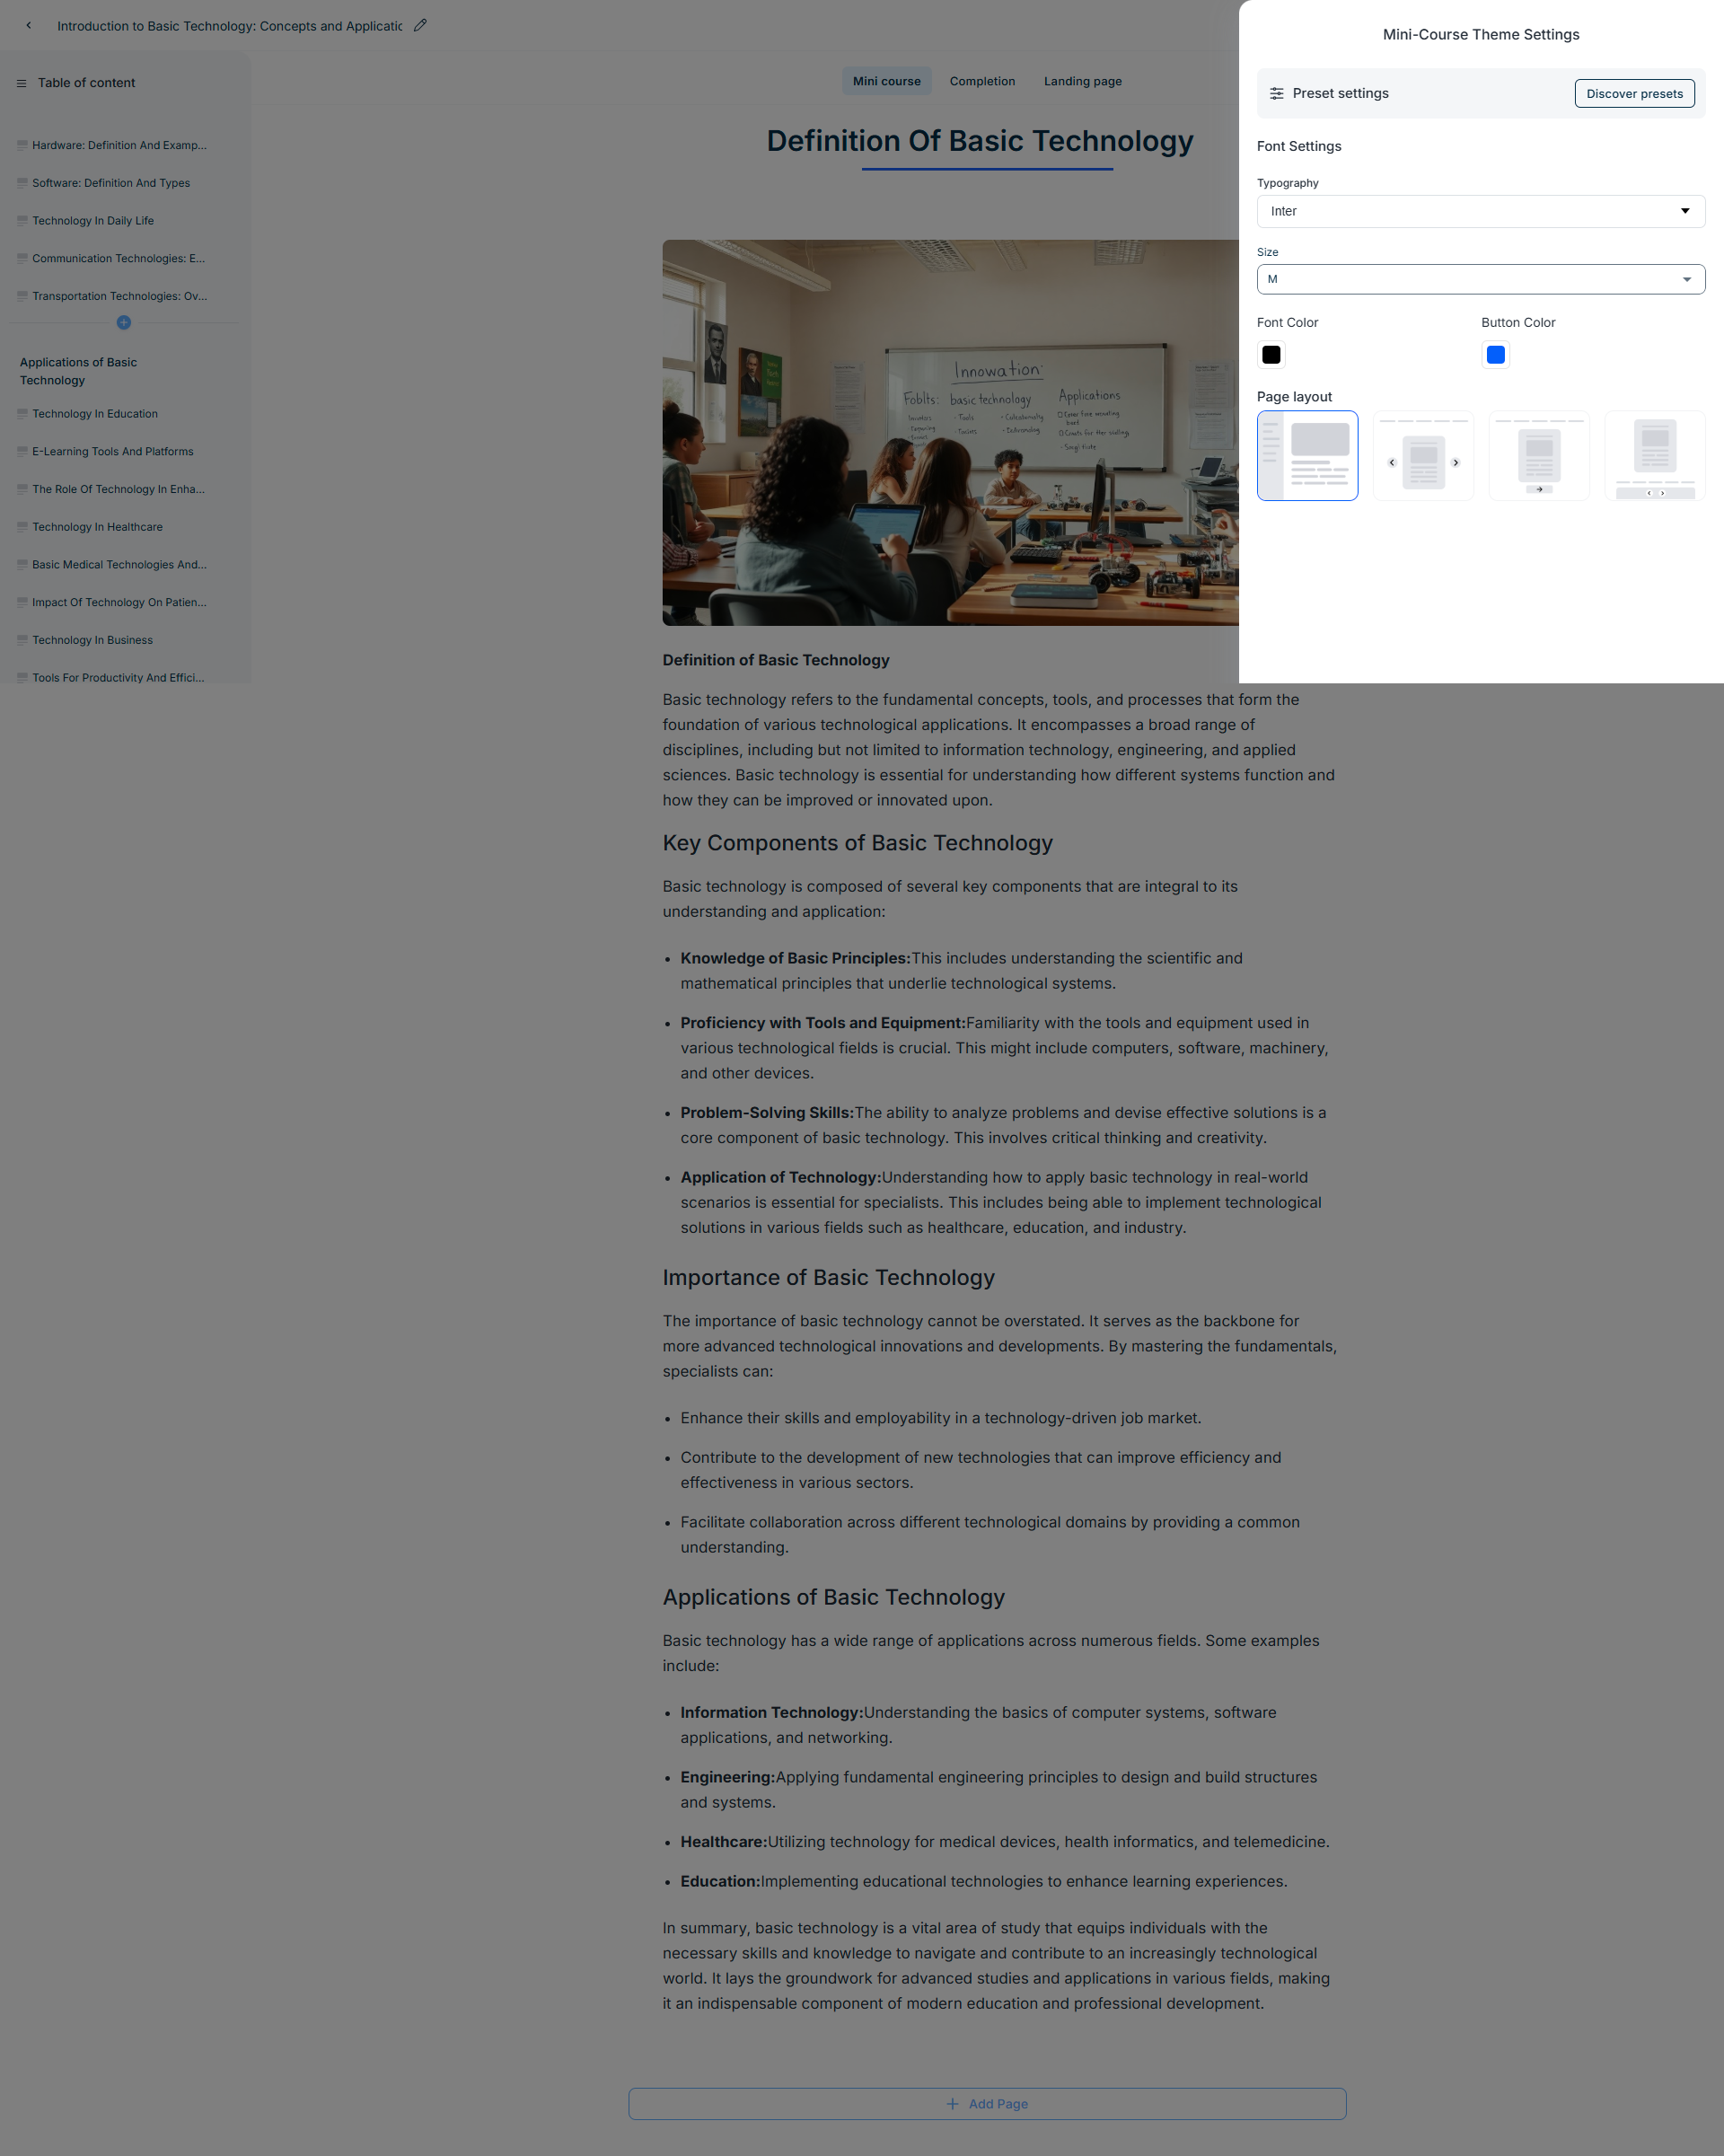 Introduction to Basic Technology: Concepts and Applicatic
Table of content
Hardware: Definition And Examp...
Software: Definition And Types
Technology In Daily Life
Communication Technologies: E...
Transportation Technologies: Ov...
Applications of Basic
Technology
Technology In Education
E-Learning Tools And Platforms
The Role Of Technology In Enha...
Technology In Healthcare
Basic Medical Technologies And...
Impact Of Technology On Patien...
Technology In Business
Tools For Productivity And Effici...
Mini course
Completion
Landing page
Definition Of Basic Technology
Innowation:
Foblts:
basic technology
Applications
Tools
Definition of Basic Technology
Basic technology refers to the fundamental concepts, tools, and processes that form the
foundation of various technological applications. It encompasses a broad range of
disciplines, including but not limited to information technology, engineering, and applied
sciences. Basic technology is essential for understanding how different systems function and
how they can be improved or innovated upon.
Key Components of Basic Technology
Basic technology is composed of several key components that are integral to its
understanding and application:
• Knowledge of Basic Principles:This includes understanding the scientific and
mathematical principles that underlie technological systems.
• Proficiency with Tools and Equipment:Familiarity with the tools and equipment used in
various technological fields is crucial. This might include computers, software, machinery,
and other devices.
• Problem-Solving Skills:The ability to analyze problems and devise effective solutions is a
core component of basic technology. This involves critical thinking and creativity.
• Application of Technology:Understanding how to apply basic technology in real-world
scenarios is essential for specialists. This includes being able to implement technological
solutions in various fields such as healthcare, education, and industry.
Importance of Basic Technology
The importance of basic technology cannot be overstated. It serves as the backbone for
more advanced technological innovations and developments. By mastering the fundamentals,
specialists can:
• Enhance their skills and employability in a technology-driven job market.
• Contribute to the development of new technologies that can improve efficiency and
effectiveness in various sectors.
• Facilitate collaboration across different technological domains by providing a common
understanding.
Applications of Basic Technology
Basic technology has a wide range of applications across numerous fields. Some examples
include:
• Information Technology:Understanding the basics of computer systems, software
applications, and networking.
• Engineering:Applying fundamental engineering principles to design and build structures
and systems.
• Healthcare:Utilizing technology for medical devices, health informatics, and telemedicine.
• Education:Implementing educational technologies to enhance learning experiences.
In summary, basic technology is a vital area of study that equips individuals with the
necessary skills and knowledge to navigate and contribute to an increasingly technological
world. It lays the groundwork for advanced studies and applications in various fields, making
it an indispensable component of modern education and professional development.
Add Page
Mini-Course Theme Settings
Preset settings
Discover presets
Font Settings
Typography
Inter
Size
M
Font Color
Button Color
Page layout